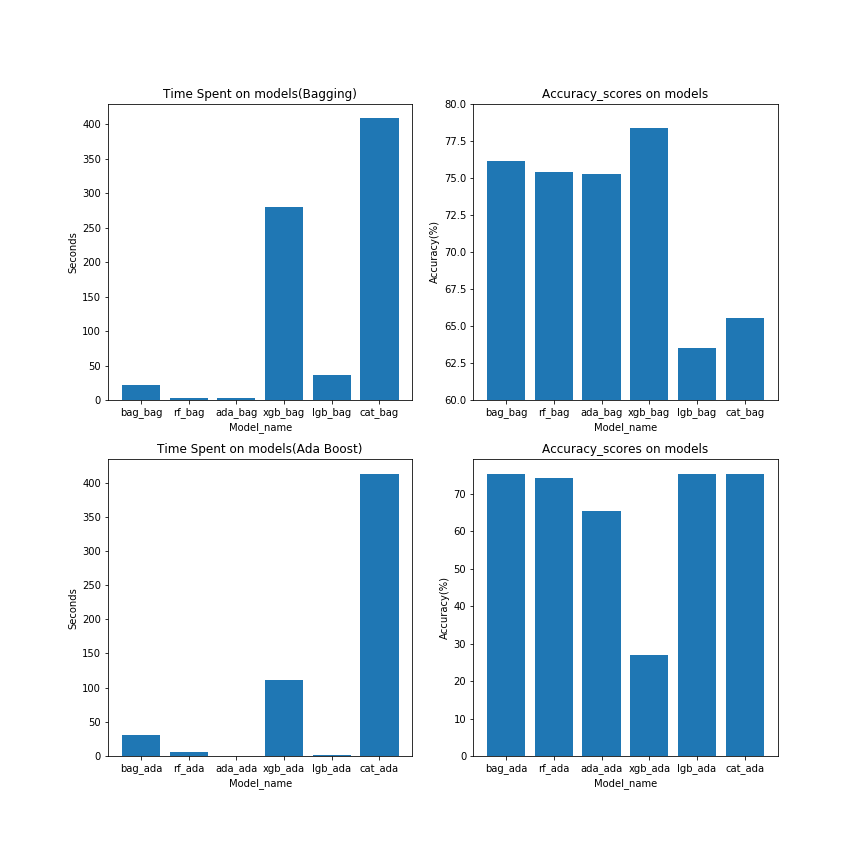 Time Spent on models(Bagging)
400
350
300
250
200
150
100
50
0
Seconds
bag_bag rf_bag ada_bag xgb_bag lgb_bag cat_bag
Model_name
Accuracy_scores on models
80.0
77.5
75.0
72.5
70.0
67.5
65.0
62.5
60.0
Accuracy(%)
bag_bag rf_bag ada_bag xgb_bag lgb_bag cat_bag
Model_name
Time Spent on models(Ada Boost)
400
350
300
250
200
150
100
50
0
Seconds
bag_ada rf_ada ada_ada xgb_ada lgb_ada cat_ada
Model_name
Accuracy_scores on models
70
60
50
40
30
20
10
0
Accuracy(%)
bag_ada rf_ada ada_ada xgb_ada lgb_ada cat_ada
Model_name